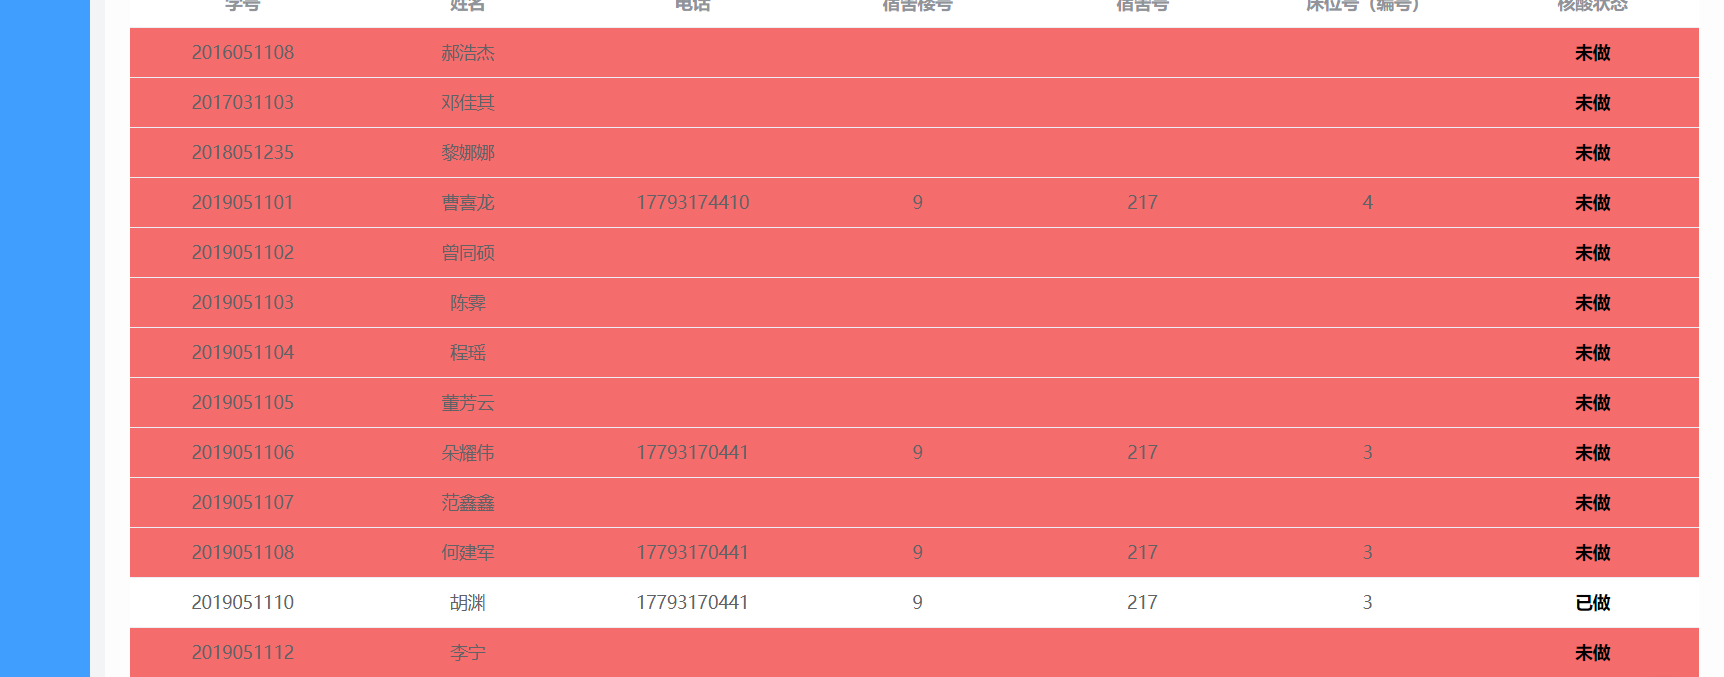 学号 姓名 电话 宿舍楼号 宿舍号 床位号（编号） 核酸状态
2016051108 郝浩杰 未做
2017031103 邓佳其 未做
2018051235 黎娜娜 未做
2019051101 曹喜龙 17793174410 9 217 4 未做
2019051102 曾同硕 未做
2019051103 陈霁 未做
2019051104 程瑶 未做
2019051105 董芳云 未做
2019051106 朵耀伟 17793170441 9 217 3 未做
2019051107 范鑫鑫 未做
2019051108 何建军 17793170441 9 217 3 未做
2019051110 胡渊 17793170441 9 217 3 已做
2019051112 李宁 未做